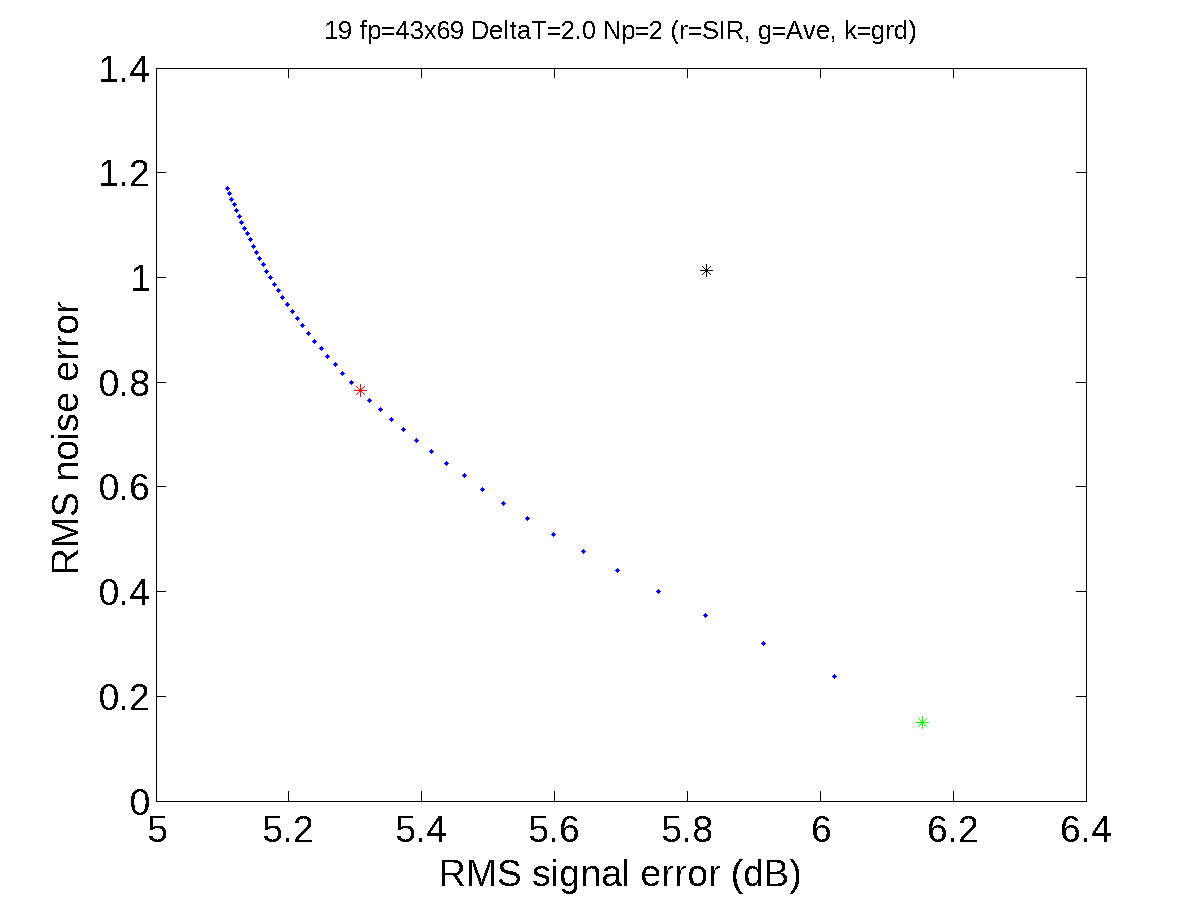 19 fp=43x69 DeltaT=2.0 Np=2 (r=SIR, g=Ave, k=grd)
1.4
1.2
1
0.8
0.6
0.4
0.2
0
RMS noise error
5 5.2 5.4 5.6 5.8 6 6.2 6.4
RMS signal error (dB)